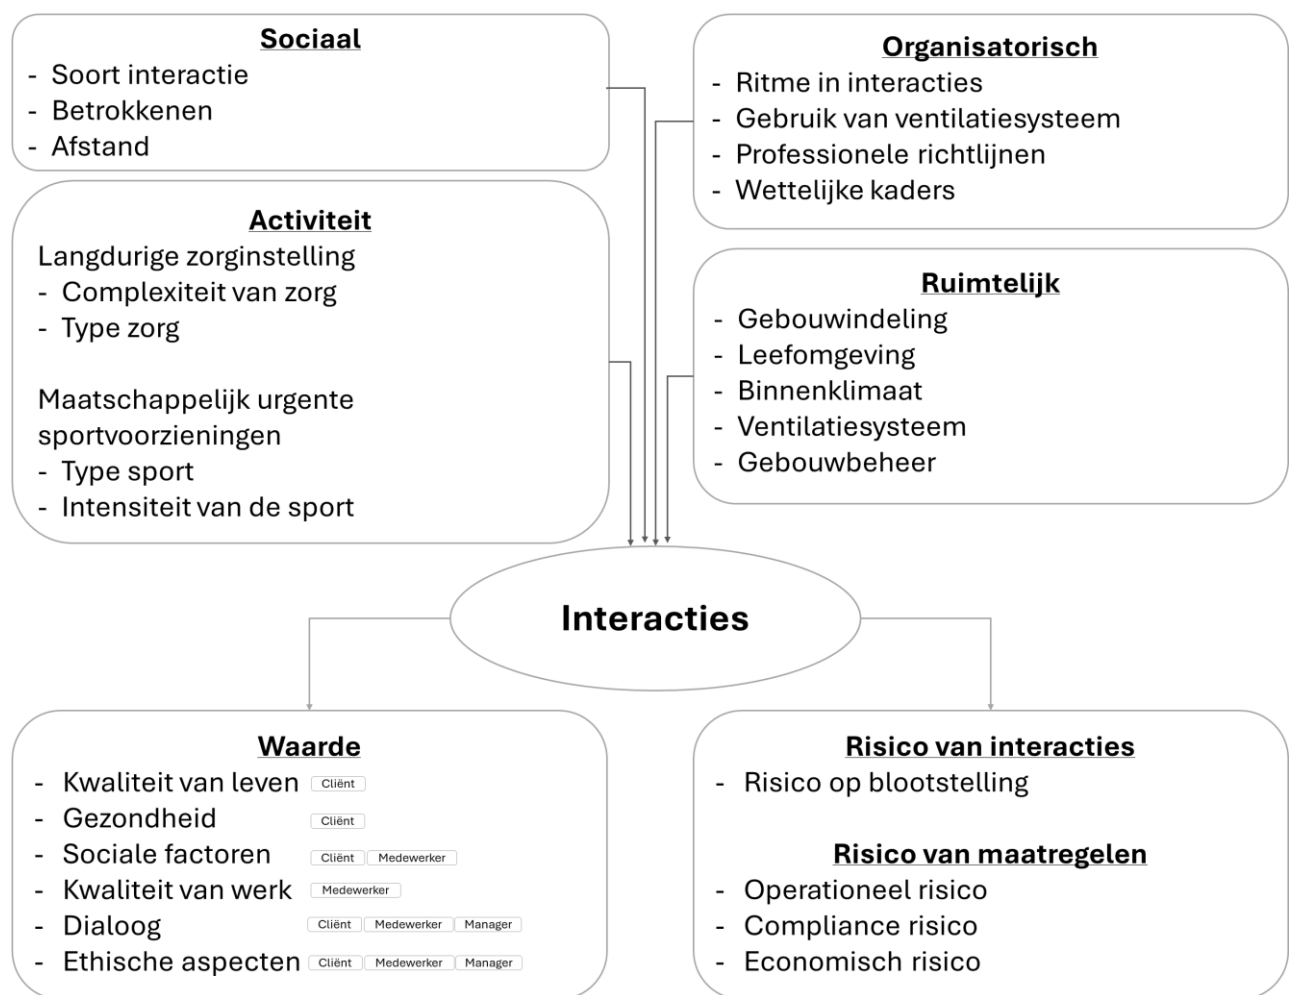 Sociaal
- Soort interactie
- Betrokkenen
- Afstand
Activiteit
Langdurige zorginstelling
- Complexiteit van zorg
- Type zorg
Maatschappelijk urgente
sportvoorzieningen
- Type sport
- Intensiteit van de sport
Organisatorisch
- Ritme in interacties
- Gebruik van ventilatiesysteem
- Professionele richtlijnen
- Wettelijke kaders
Ruimtelijk
- Gebouwindeling
- Leefomgeving
- Binnenklimaat
- Ventilatiesysteem
- Gebouwbeheer
Interacties
Waarde
- Kwaliteit van leven Cliënt
- Gezondheid Cliënt
- Sociale factoren Cliënt Medewerker
- Kwaliteit van werk Medewerker
- Dialoog Cliënt Medewerker Manager
- Ethische aspecten Cliënt Medewerker Manager
Risico van interacties
- Risico op blootstelling
Risico van maatregelen
- Operationeel risico
- Compliance risico
- Economisch risico